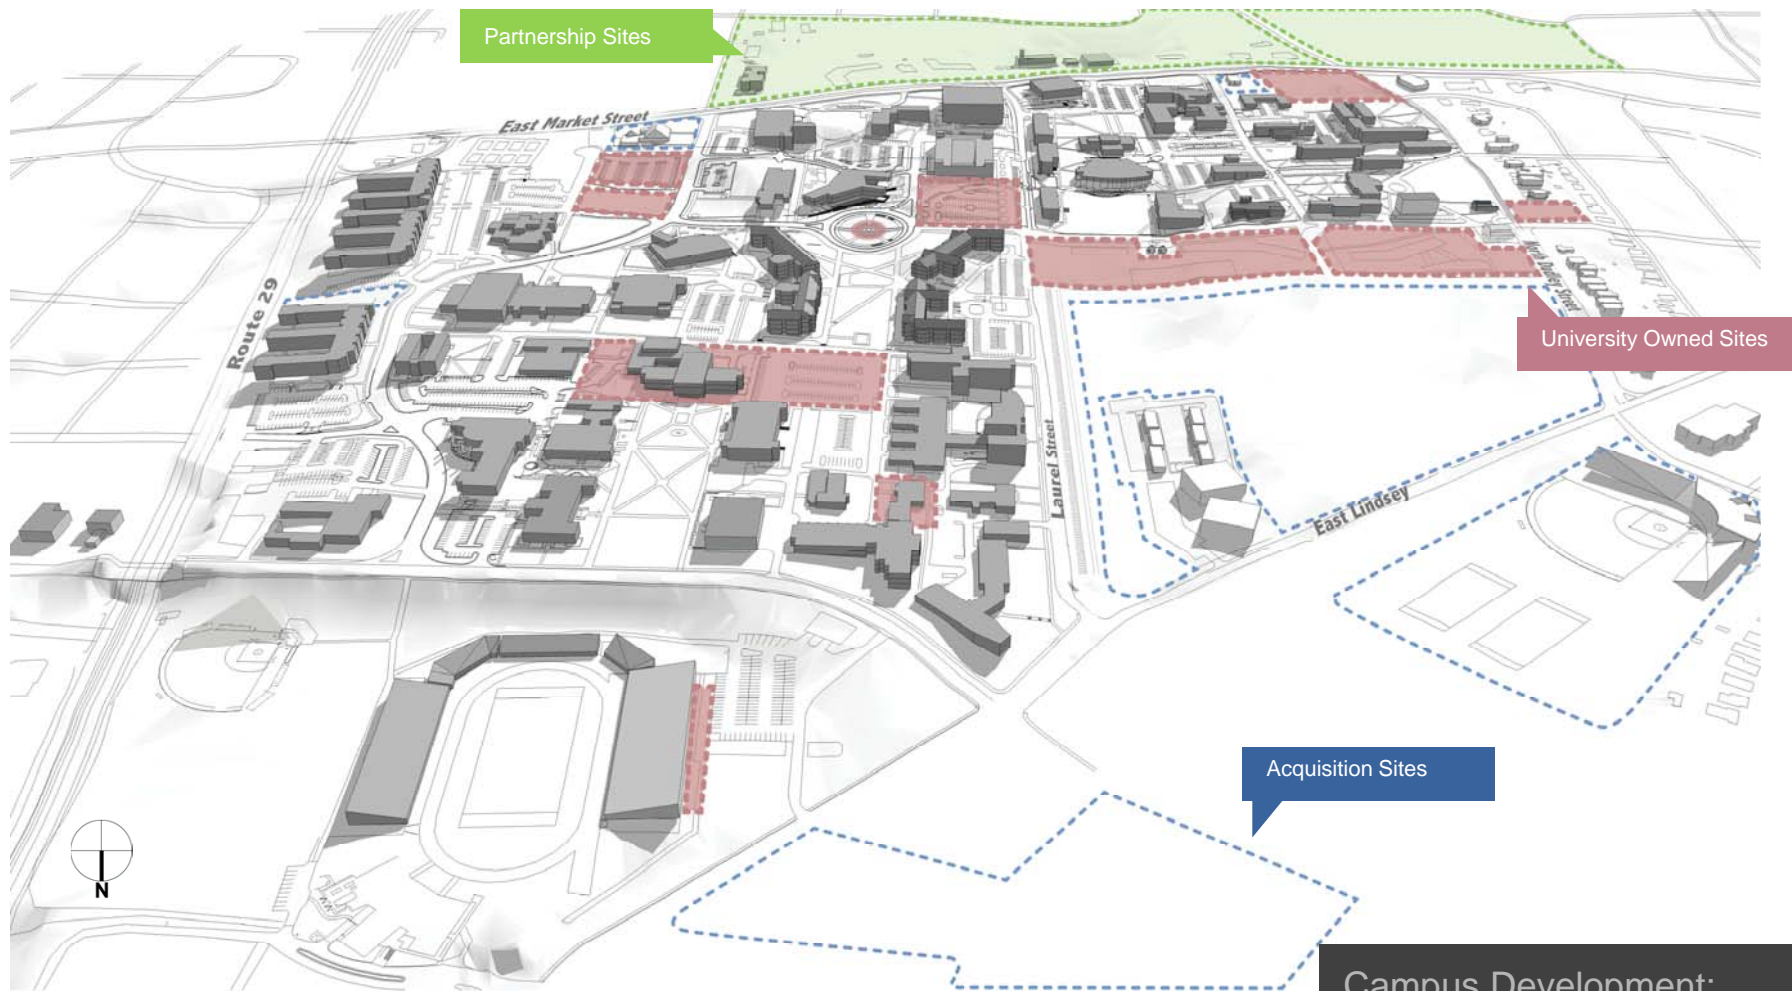 Partnership Sites
East Market Street
Route 29
University Owned Sites
Laurel Street
East Lindsey
Acquisition Sites
N
Campus Development: